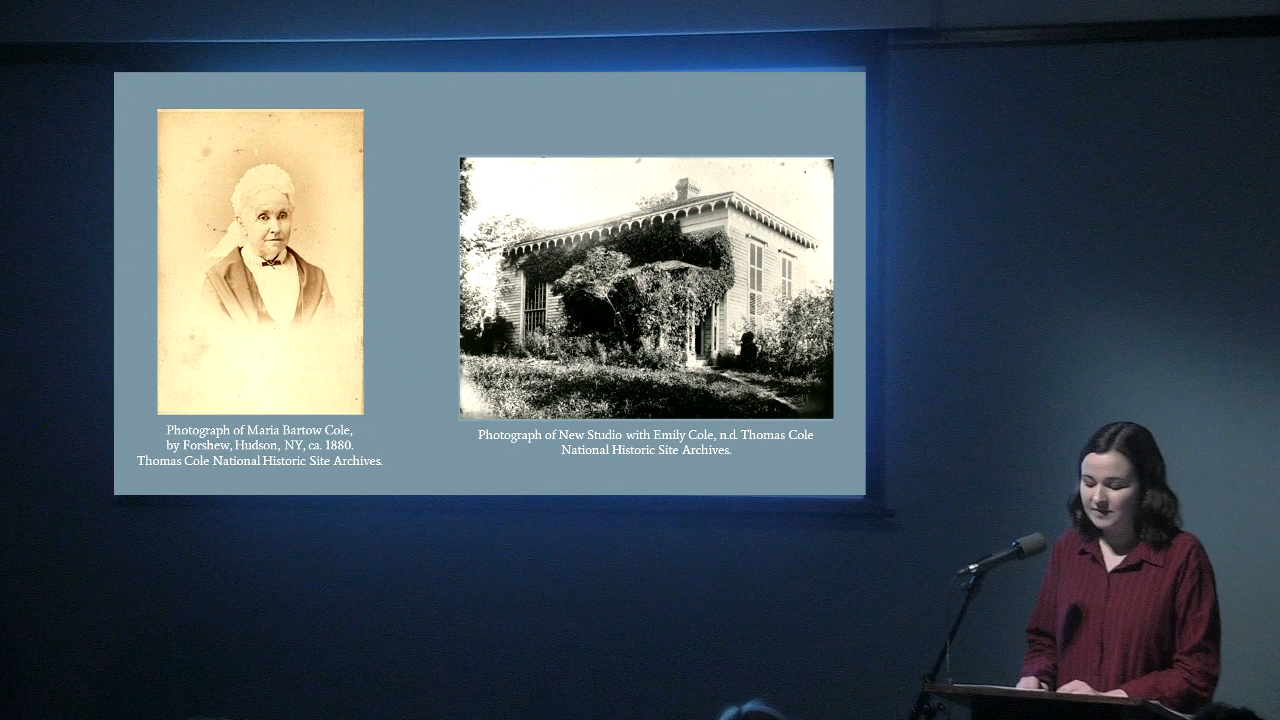 Photograph of Maria Bartow Cole,
by Forshew, Hudson, NY, ca. 1880.
Thomas Cole National Historic Site Archives.
Photograph of New Studio with Emily Cole, n.d. Thomas Cole
National Historic Site Archives.